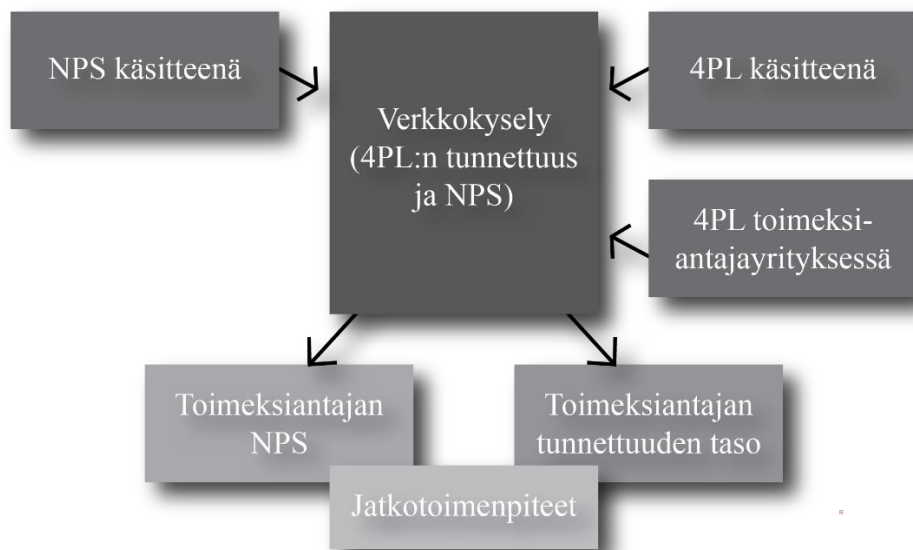 NPS käsitteenä
Verkkokysely
(4PL:n tunnettuus
ja NPS)
4PL käsitteenä
4PL toimeksi-
antajayrityksessä
Toimeksiantajan
NPS
Toimeksiantajan
tunnettuuden taso
Jatkotoimenpiteet